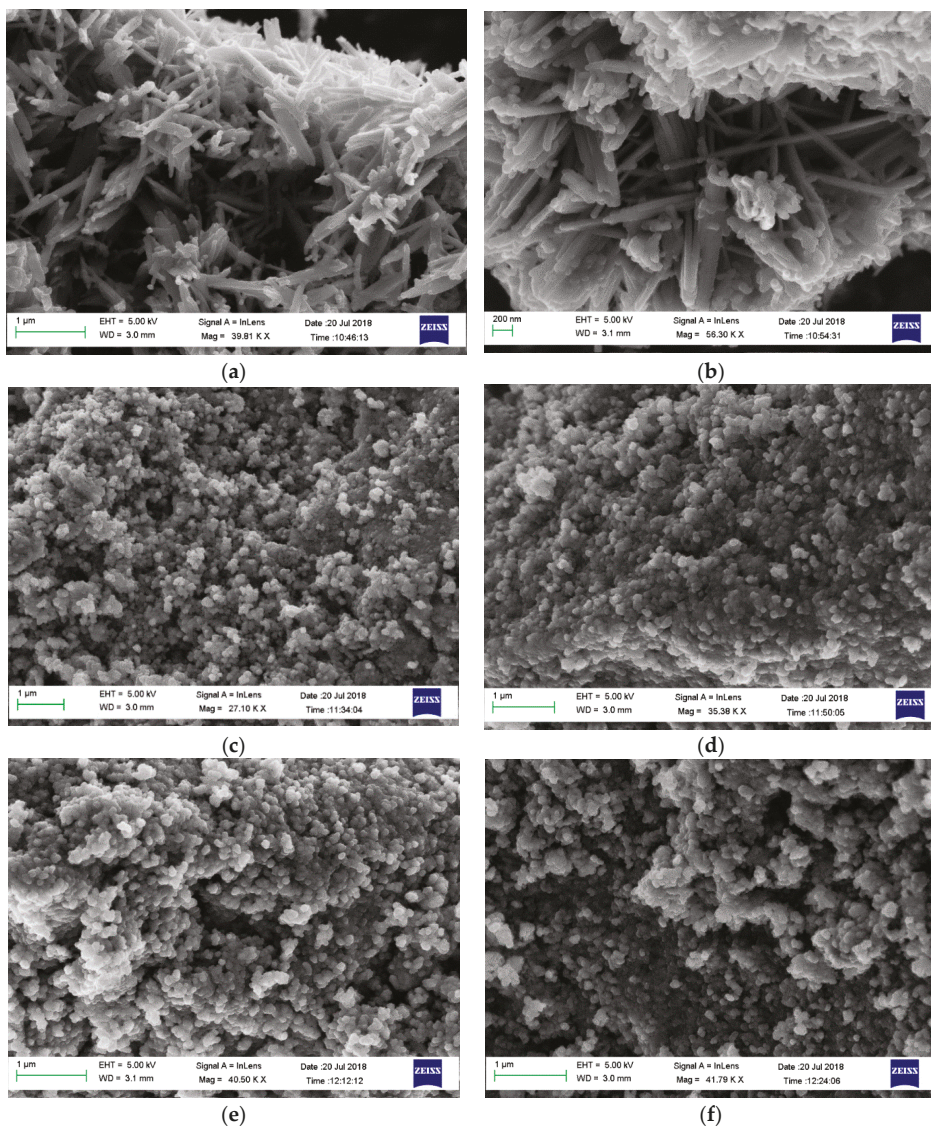 1 µm EHT = 5.00 kV Signal A = InLens Date :20 Jul 2018 ZEISS
WD = 3.0 mm Mag = 39.81 K X Time :10:46:13
(a)
200 nm EHT = 5.00 kV Signal A = InLens Date :20 Jul 2018 ZEISS
WD = 3.1 mm Mag = 56.30 K X Time :10:54:31
(b)
1 µm EHT = 5.00 kV Signal A = InLens Date :20 Jul 2018 ZEISS
WD = 3.0 mm Mag = 27.10 K X Time :11:34:04
(c)
1 µm EHT = 5.00 kV Signal A = InLens Date :20 Jul 2018 ZEISS
WD = 3.0 mm Mag = 35.38 K X Time :11:50:05
(d)
1 µm EHT = 5.00 kV Signal A = InLens Date :20 Jul 2018 ZEISS
WD = 3.1 mm Mag = 40.50 K X Time :12:12:12
(e)
1 µm EHT = 5.00 kV Signal A = InLens Date :20 Jul 2018 ZEISS
WD = 3.0 mm Mag = 41.79 K X Time :12:24:06
(f)